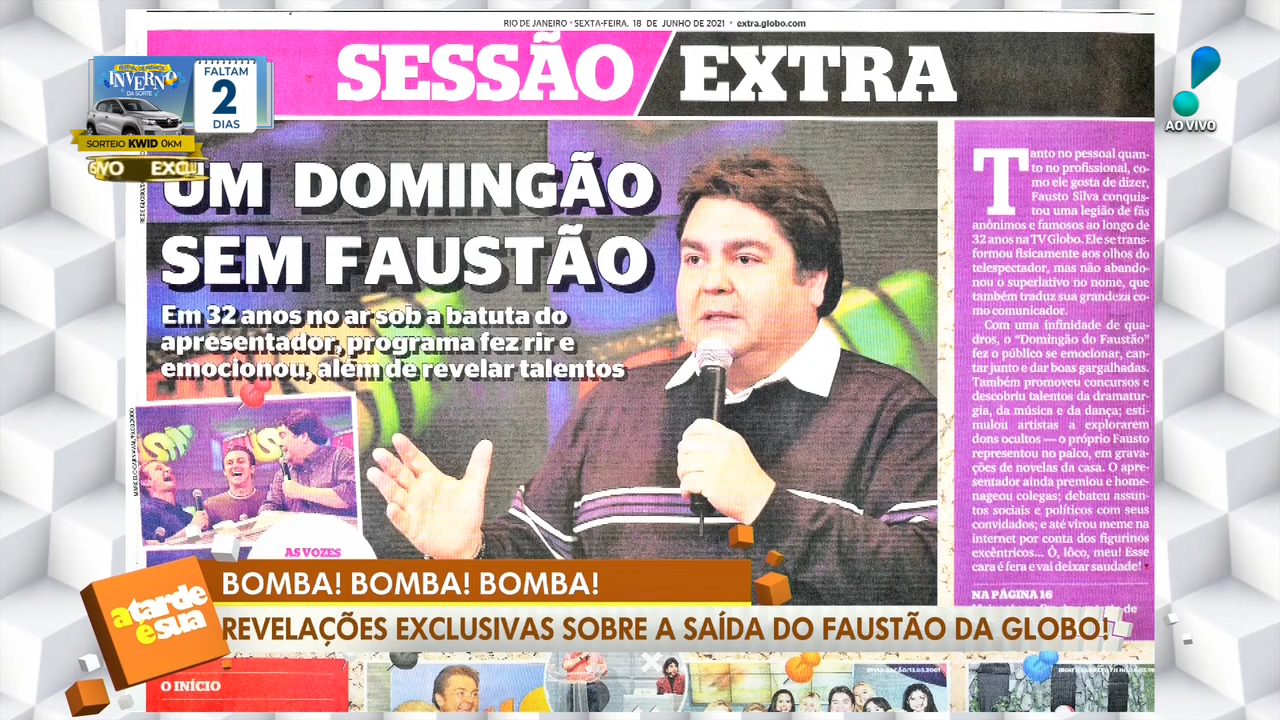 RIO DE JANEIRO • SEXTA-FEIRA, 18 DE JUNHO DE 2021 • extra.globo.com
SESSÃO EXTRA
FESTIVAL DE PRÊMIOS
INVERNO
DA SORTE
FALTAM
2
DIAS
SORTEIO KWID 0KM
EXCLU
AO VIVO
UM DOMINGÃO
SEM FAUSTÃO
Em 32 anos no ar sob a batuta do
apresentador, programa fez rir e
emocionou, além de revelar talentos
Tanto no pessoal quan-
to no profissional, co-
mo ele gosta de dizer,
Fausto Silva conquis-
tou uma legião de fãs
anônimos e famosos ao longo de
32 anos na TV Globo. Ele se trans-
formou fisicamente aos olhos do
telespectador, mas não abando-
nou o superlativo no nome, que
também traduz sua grandeza co-
mo comunicador.
Com uma infinidade de qua-
dros, o “Domingão do Faustão”
fez o público se emocionar, can-
tar junto e dar boas gargalhadas.
Também promoveu concursos e
descobriu talentos da dramatur-
gia, da música e da dança; esti-
mulou artistas a explorarem
dons ocultos — o próprio Fausto
representou no palco, em grava-
ções de novelas da casa. O apre-
sentador ainda premiou e home-
nageou colegas; debateu assun-
tos sociais e políticos com seus
convidados; e até virou meme na
internet por conta dos figurinos
excêntricos... Ô, lôco, meu! Esse
cara é fera e vai deixar saudade!
NA PÁGINA 16
AS VOZES
BOMBA! BOMBA! BOMBA!
a tarde
é sua
REVELAÇÕES EXCLUSIVAS SOBRE A SAÍDA DO FAUSTÃO DA GLOBO!
O INÍCIO